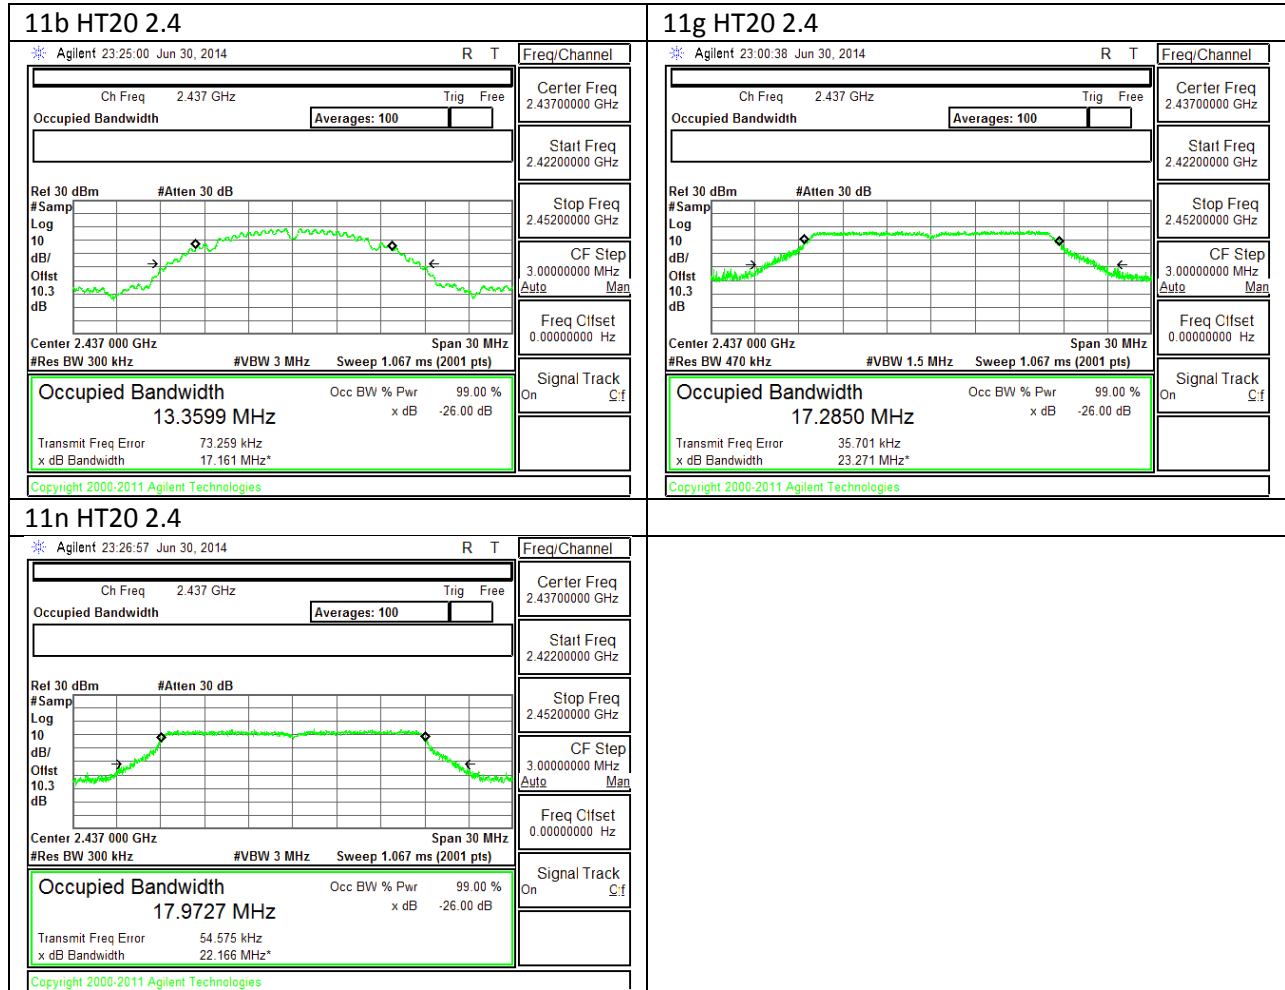 11b HT20 2.4
Agilent 23:25:00 Jun 30, 2014 R T
Freq/Channel
Ch Freq 2.437 GHz Trig Free
Occupied Bandwidth Averages: 100
Center Freq
2.43700000 GHz
Start Freq
2.42200000 GHz
Ref 30 dBm #Atten 30 dB
#Samp
Log
10
dB/
Offst
10.3
dB
Stop Freq
2.45200000 GHz
CF Step
3.00000000 MHz
Auto Man
Freq Offset
0.00000000 Hz
Center 2.437 000 GHz Span 30 MHz
#Res BW 300 kHz #VBW 3 MHz Sweep 1.067 ms (2001 pts)
Signal Track
On Off
Occupied Bandwidth Occ BW % Pwr 99.00 %
13.3599 MHz x dB -26.00 dB
Transmit Freq Error 73.259 kHz
x dB Bandwidth 17.161 MHz*
Copyright 2000-2011 Agilent Technologies
11g HT20 2.4
Agilent 23:00:38 Jun 30, 2014 R T
Freq/Channel
Ch Freq 2.437 GHz Trig Free
Occupied Bandwidth Averages: 100
Center Freq
2.43700000 GHz
Start Freq
2.42200000 GHz
Ref 30 dBm #Atten 30 dB
#Samp
Log
10
dB/
Offst
10.3
dB
Stop Freq
2.45200000 GHz
CF Step
3.00000000 MHz
Auto Man
Freq Offset
0.00000000 Hz
Center 2.437 000 GHz Span 30 MHz
#Res BW 470 kHz #VBW 1.5 MHz Sweep 1.067 ms (2001 pts)
Signal Track
On Off
Occupied Bandwidth Occ BW % Pwr 99.00 %
17.2850 MHz x dB -26.00 dB
Transmit Freq Error 35.701 kHz
x dB Bandwidth 23.271 MHz*
Copyright 2000-2011 Agilent Technologies
11n HT20 2.4
Agilent 23:26:57 Jun 30, 2014 R T
Freq/Channel
Ch Freq 2.437 GHz Trig Free
Occupied Bandwidth Averages: 100
Center Freq
2.43700000 GHz
Start Freq
2.42200000 GHz
Ref 30 dBm #Atten 30 dB
#Samp
Log
10
dB/
Offst
10.3
dB
Stop Freq
2.45200000 GHz
CF Step
3.00000000 MHz
Auto Man
Freq Offset
0.00000000 Hz
Center 2.437 000 GHz Span 30 MHz
#Res BW 300 kHz #VBW 3 MHz Sweep 1.067 ms (2001 pts)
Signal Track
On Off
Occupied Bandwidth Occ BW % Pwr 99.00 %
17.9727 MHz x dB -26.00 dB
Transmit Freq Error 54.575 kHz
x dB Bandwidth 22.166 MHz*
Copyright 2000-2011 Agilent Technologies